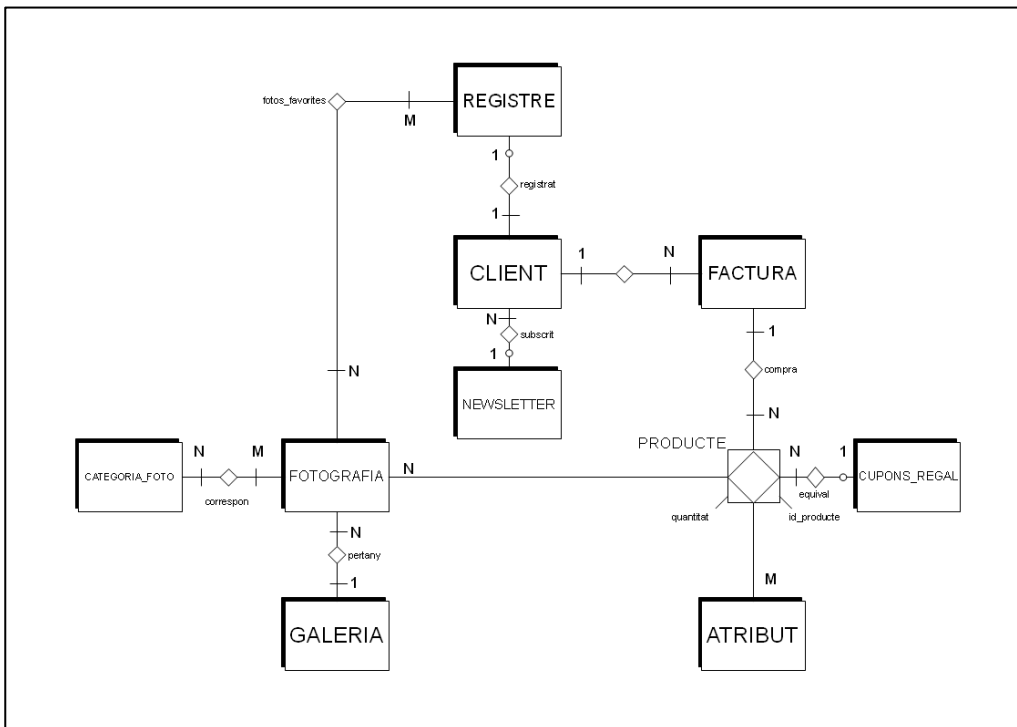 REGISTRE
fotos_favorites
M
1
registrat
1
CLIENT
1
N
FACTURA
N
subscrit
1
NEWSLETTER
1
compra
N
N
PRODUCTE
CATEGORIA_FOTO
N
M
correspon
FOTOGRAFIA
N
N
1
equival
CUPONS_REGAL
quantitat
id_producte
N
pertany
1
GALERIA
M
ATRIBUT